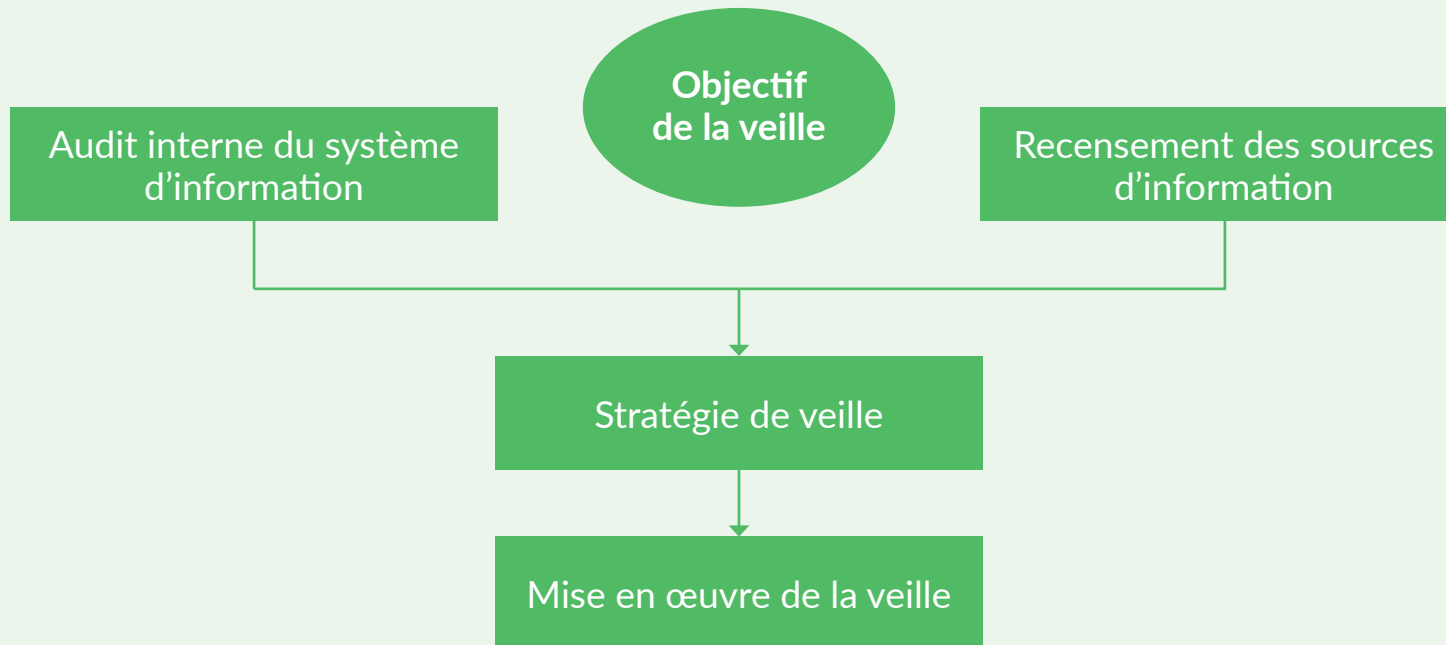 Objectif
de la veille
Audit interne du système
d’information
Recensement des sources
d’information
Stratégie de veille
Mise en œuvre de la veille